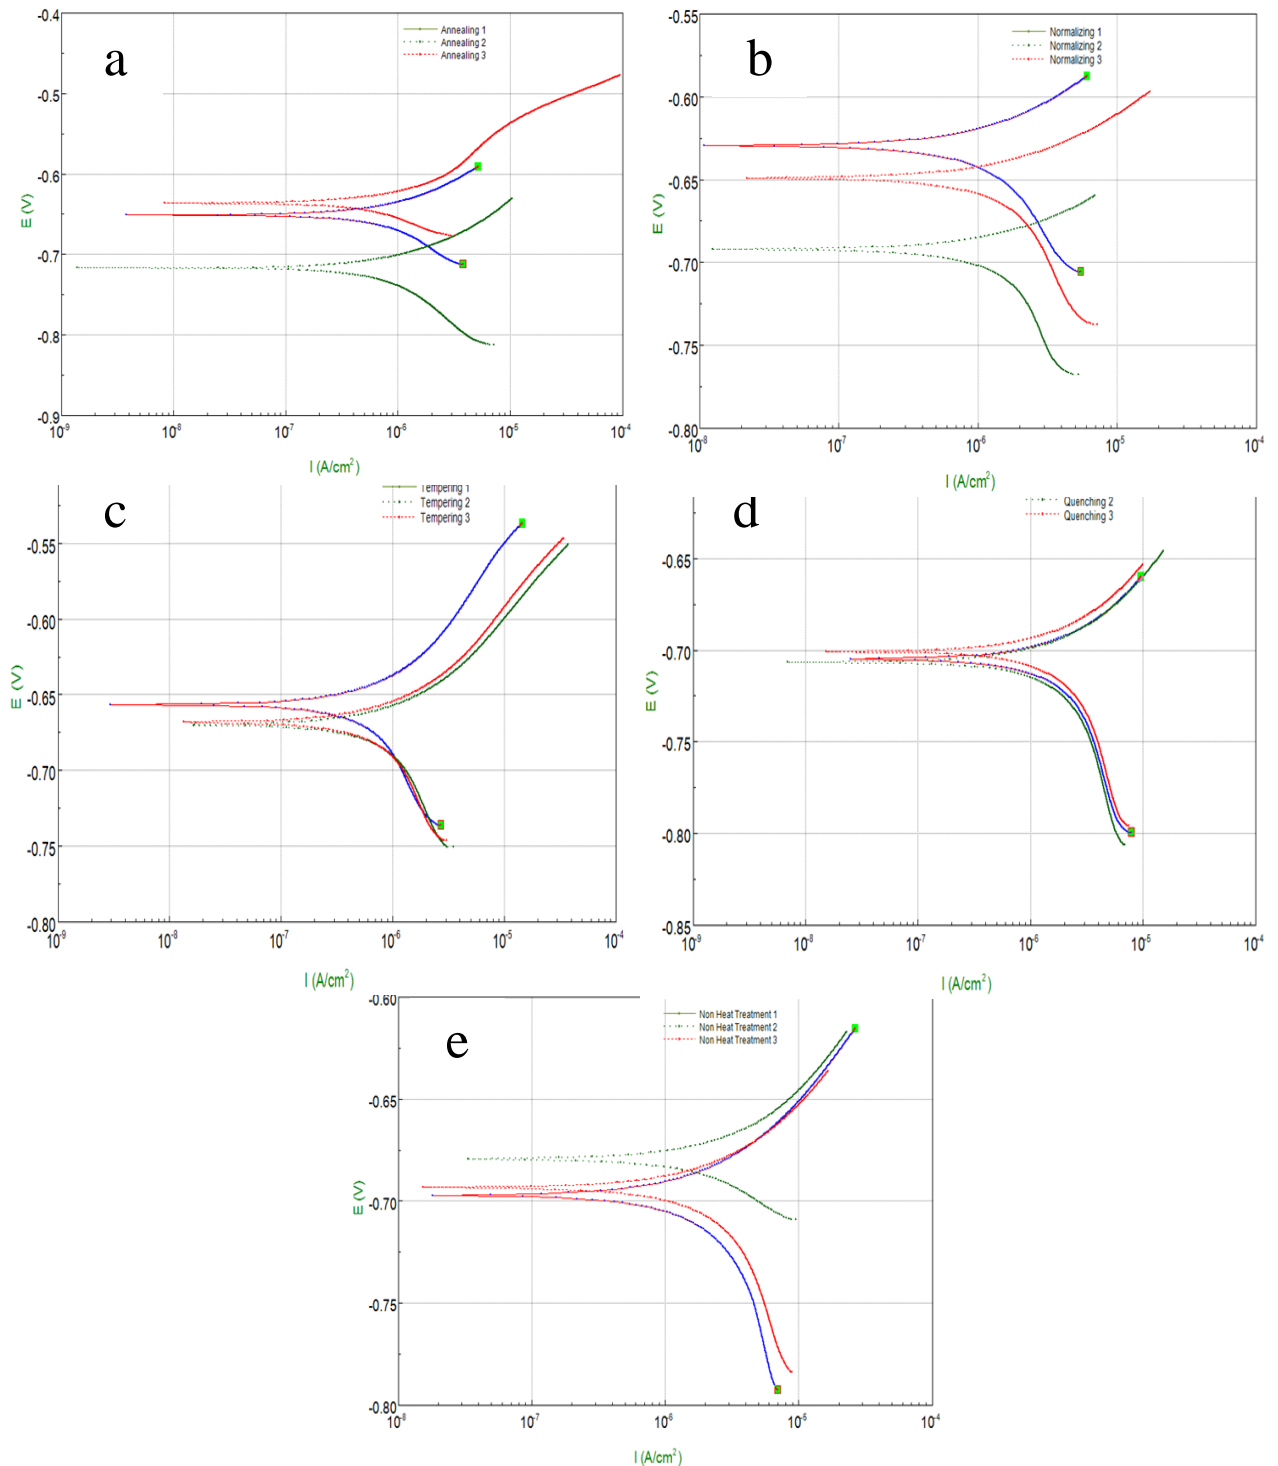 a
Annealing 1
Annealing 2
Annealing 3
-0.4
-0.5
-0.6
-0.7
-0.8
-0.9
E (V)
10⁻⁹ 10⁻⁸ 10⁻⁷ 10⁻⁶ 10⁻⁵ 10⁻⁴
I (A/cm²)
b
Normalizing 1
Normalizing 2
Normalizing 3
-0.55
-0.60
-0.65
-0.70
-0.75
-0.80
E (V)
10⁻⁸ 10⁻⁷ 10⁻⁶ 10⁻⁵ 10⁻⁴
I (A/cm²)
c
Tempering 1
Tempering 2
Tempering 3
-0.55
-0.60
-0.65
-0.70
-0.75
-0.80
E (V)
10⁻⁹ 10⁻⁸ 10⁻⁷ 10⁻⁶ 10⁻⁵ 10⁻⁴
I (A/cm²)
d
Quenching 2
Quenching 3
-0.65
-0.70
-0.75
-0.80
-0.85
E (V)
10⁻⁹ 10⁻⁸ 10⁻⁷ 10⁻⁶ 10⁻⁵ 10⁻⁴
I (A/cm²)
e
Non Heat Treatment 1
Non Heat Treatment 2
Non Heat Treatment 3
-0.60
-0.65
-0.70
-0.75
-0.80
E (V)
10⁻⁸ 10⁻⁷ 10⁻⁶ 10⁻⁵ 10⁻⁴
I (A/cm²)